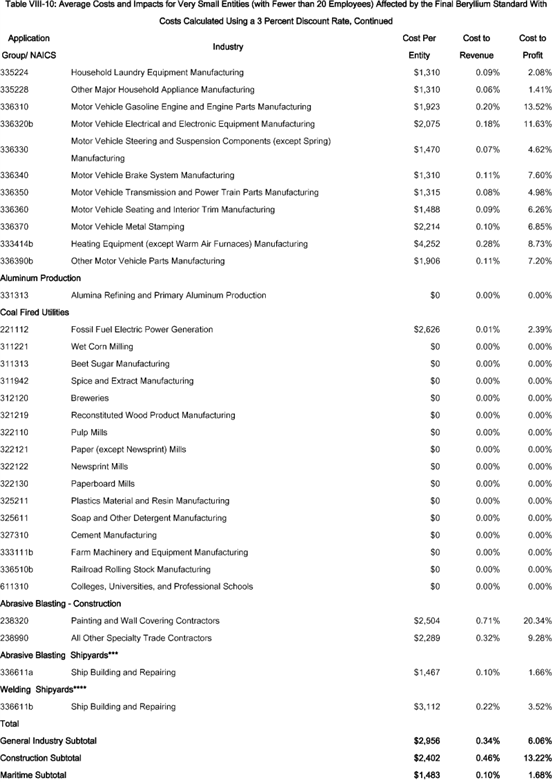 Table VIII-10: Average Costs and Impacts for Very Small Entities (with Fewer than 20 Employees) Affected by the Final Beryllium Standard With
Costs Calculated Using a 3 Percent Discount Rate, Continued
Application Group/ NAICS Industry Cost Per Entity Cost to Revenue Cost to Profit
335224 Household Laundry Equipment Manufacturing $1,310 0.09% 2.08%
335228 Other Major Household Appliance Manufacturing $1,310 0.06% 1.41%
336310 Motor Vehicle Gasoline Engine and Engine Parts Manufacturing $1,923 0.20% 13.52%
336320b Motor Vehicle Electrical and Electronic Equipment Manufacturing $2,075 0.18% 11.63%
336330 Motor Vehicle Steering and Suspension Components (except Spring) Manufacturing $1,470 0.07% 4.62%
336340 Motor Vehicle Brake System Manufacturing $1,310 0.11% 7.60%
336350 Motor Vehicle Transmission and Power Train Parts Manufacturing $1,315 0.08% 4.98%
336360 Motor Vehicle Seating and Interior Trim Manufacturing $1,488 0.09% 6.26%
336370 Motor Vehicle Metal Stamping $2,214 0.10% 6.85%
333414b Heating Equipment (except Warm Air Furnaces) Manufacturing $4,252 0.28% 8.73%
336390b Other Motor Vehicle Parts Manufacturing $1,906 0.11% 7.20%
Aluminum Production
331313 Alumina Refining and Primary Aluminum Production $0 0.00% 0.00%
Coal Fired Utilities
221112 Fossil Fuel Electric Power Generation $2,626 0.01% 2.39%
311221 Wet Corn Milling $0 0.00% 0.00%
311313 Beet Sugar Manufacturing $0 0.00% 0.00%
311942 Spice and Extract Manufacturing $0 0.00% 0.00%
312120 Breweries $0 0.00% 0.00%
321219 Reconstituted Wood Product Manufacturing $0 0.00% 0.00%
322110 Pulp Mills $0 0.00% 0.00%
322121 Paper (except Newsprint) Mills $0 0.00% 0.00%
322122 Newsprint Mills $0 0.00% 0.00%
322130 Paperboard Mills $0 0.00% 0.00%
325211 Plastics Material and Resin Manufacturing $0 0.00% 0.00%
325611 Soap and Other Detergent Manufacturing $0 0.00% 0.00%
327310 Cement Manufacturing $0 0.00% 0.00%
333111b Farm Machinery and Equipment Manufacturing $0 0.00% 0.00%
336510b Railroad Rolling Stock Manufacturing $0 0.00% 0.00%
611310 Colleges, Universities, and Professional Schools $0 0.00% 0.00%
Abrasive Blasting - Construction
238320 Painting and Wall Covering Contractors $2,504 0.71% 20.34%
238990 All Other Specialty Trade Contractors $2,289 0.32% 9.28%
Abrasive Blasting Shipyards***
336611a Ship Building and Repairing $1,467 0.10% 1.66%
Welding Shipyards****
336611b Ship Building and Repairing $3,112 0.22% 3.52%
Total
General Industry Subtotal $2,956 0.34% 6.06%
Construction Subtotal $2,402 0.46% 13.22%
Maritime Subtotal $1,483 0.10% 1.68%